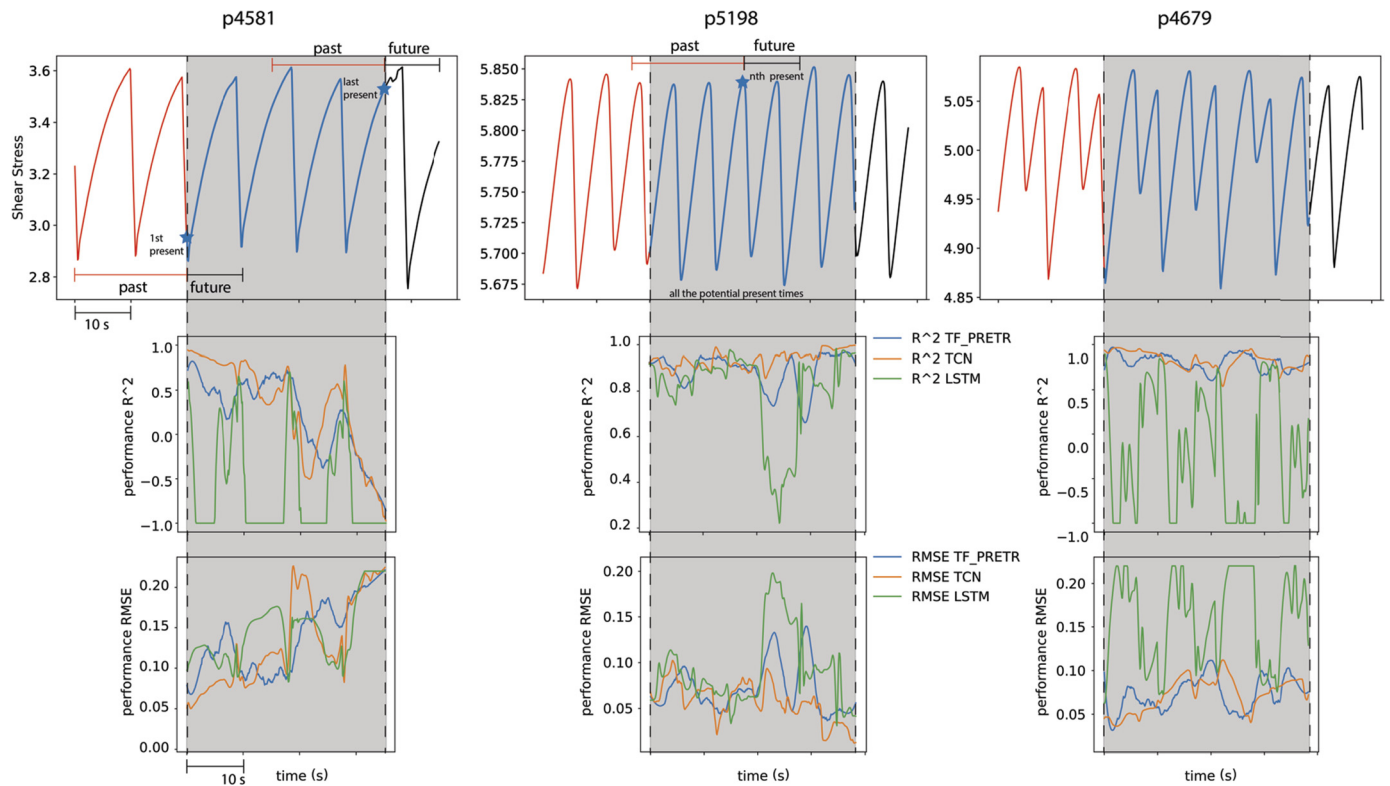 p4581
p5198
p4679
past
future
3.6
3.4
3.2
3.0
2.8
Shear Stress
last
present
1st
present
past
future
10 s
past
future
nth present
5.850
5.825
5.800
5.775
5.750
5.725
5.700
5.675
all the potential present times
5.05
5.00
4.95
4.90
4.85
1.0
0.5
0.0
−0.5
−1.0
performance R^2
1.0
0.8
0.6
0.4
0.2
performance R^2
R^2 TF_PRETR
R^2 TCN
R^2 LSTM
1.0
0.5
0.0
−0.5
−1.0
performance R^2
0.20
0.15
0.10
0.05
0.00
performance RMSE
10 s
time (s)
0.20
0.15
0.10
0.05
performance RMSE
time (s)
RMSE TF_PRETR
RMSE TCN
RMSE LSTM
0.20
0.15
0.10
0.05
performance RMSE
time (s)